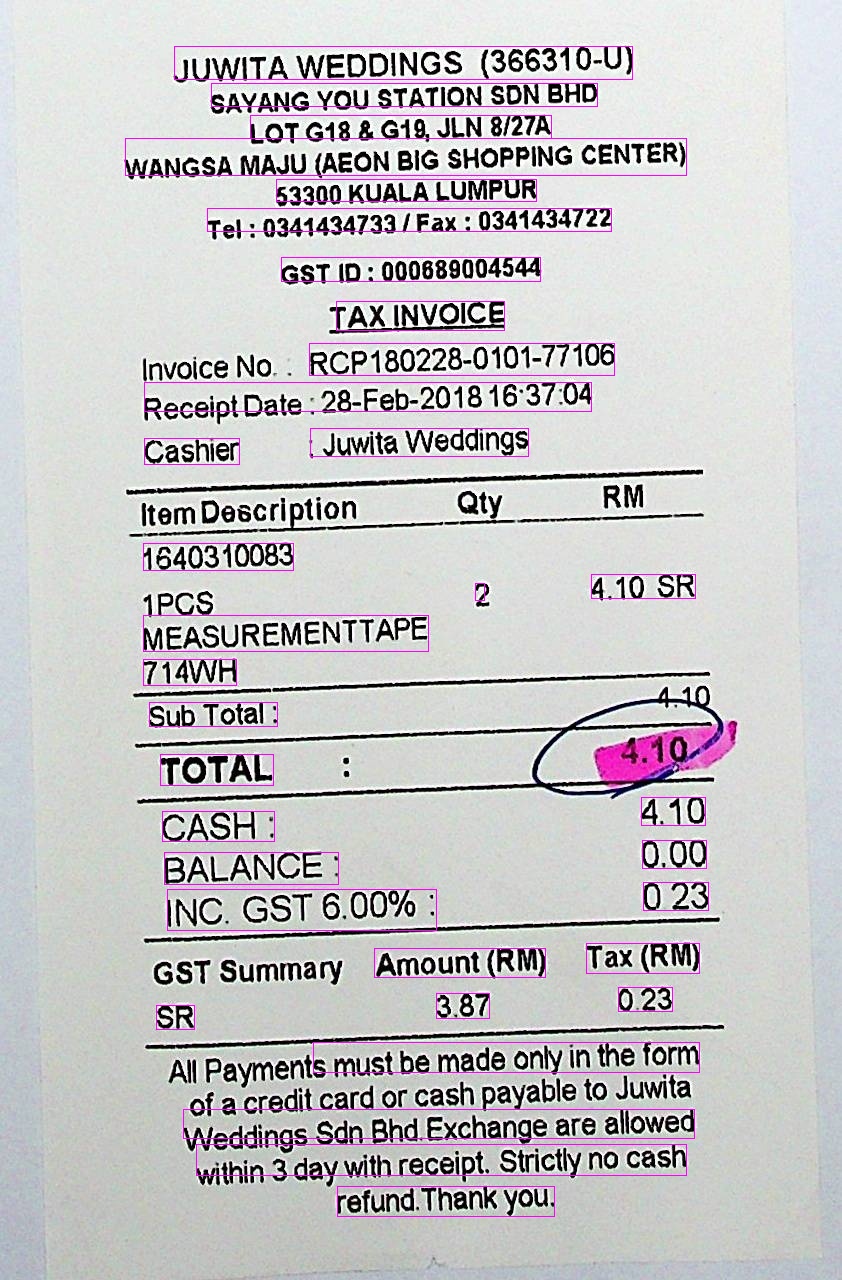 JUWITA WEDDINGS (366310-U)
SAYANG YOU STATION SDN BHD
LOT G18 & G19, JLN 8/27A
WANGSA MAJU (AEON BIG SHOPPING CENTER)
53300 KUALA LUMPUR
Tel : 0341434733 / Fax : 0341434722
GST ID : 000689004544
TAX INVOICE
Invoice No. : RCP180228-0101-77106
Receipt Date : 28-Feb-2018 16:37:04
Cashier : Juwita Weddings
Item Description Qty RM
1640310083
1PCS 2 4.10 SR
MEASUREMENTTAPE
714WH
Sub Total : 4.10
TOTAL : 4.10
CASH : 4.10
BALANCE : 0.00
INC. GST 6.00% : 0.23
GST Summary Amount (RM) Tax (RM)
SR 3.87 0.23
All Payments must be made only in the form
of a credit card or cash payable to Juwita
Weddings Sdn Bhd. Exchange are allowed
within 3 day with receipt. Strictly no cash
refund. Thank you.